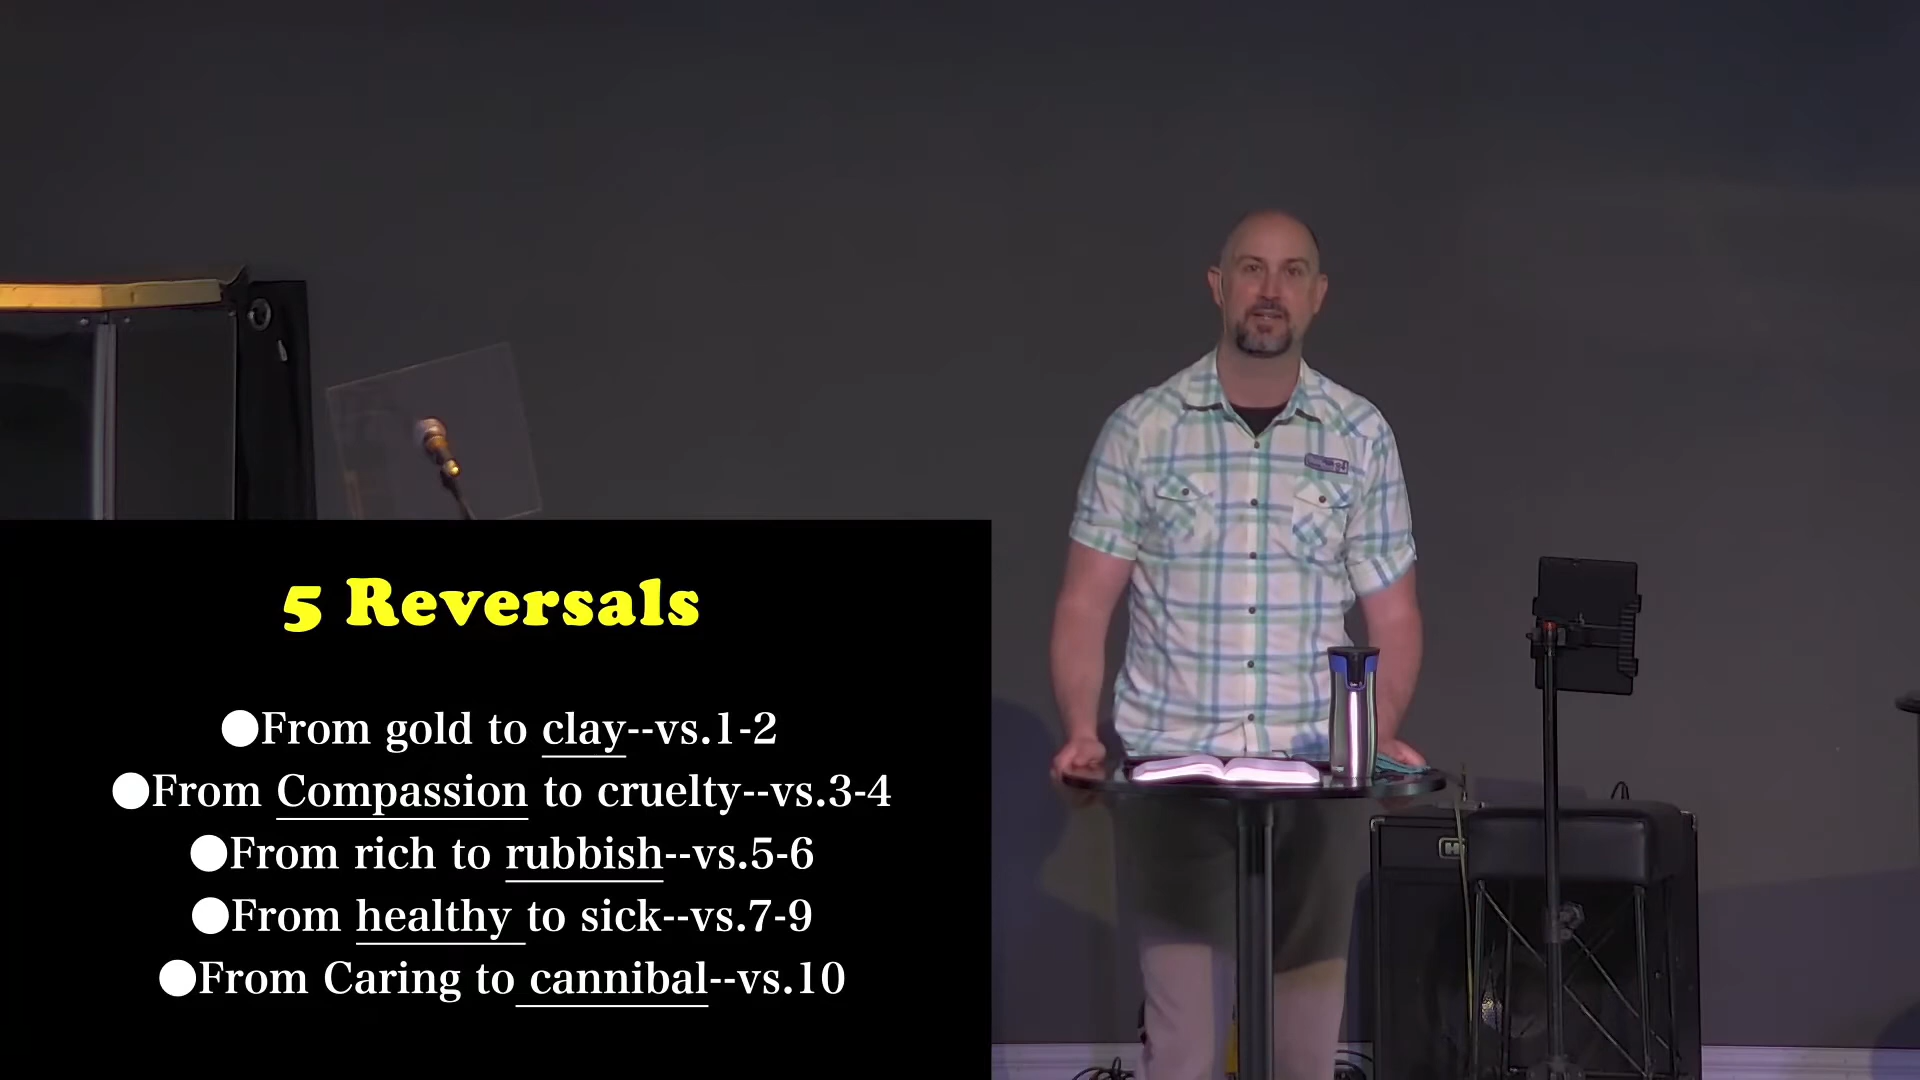 5 Reversals
●From gold to clay--vs.1-2
●From Compassion to cruelty--vs.3-4
●From rich to rubbish--vs.5-6
●From healthy to sick--vs.7-9
●From Caring to cannibal--vs.10